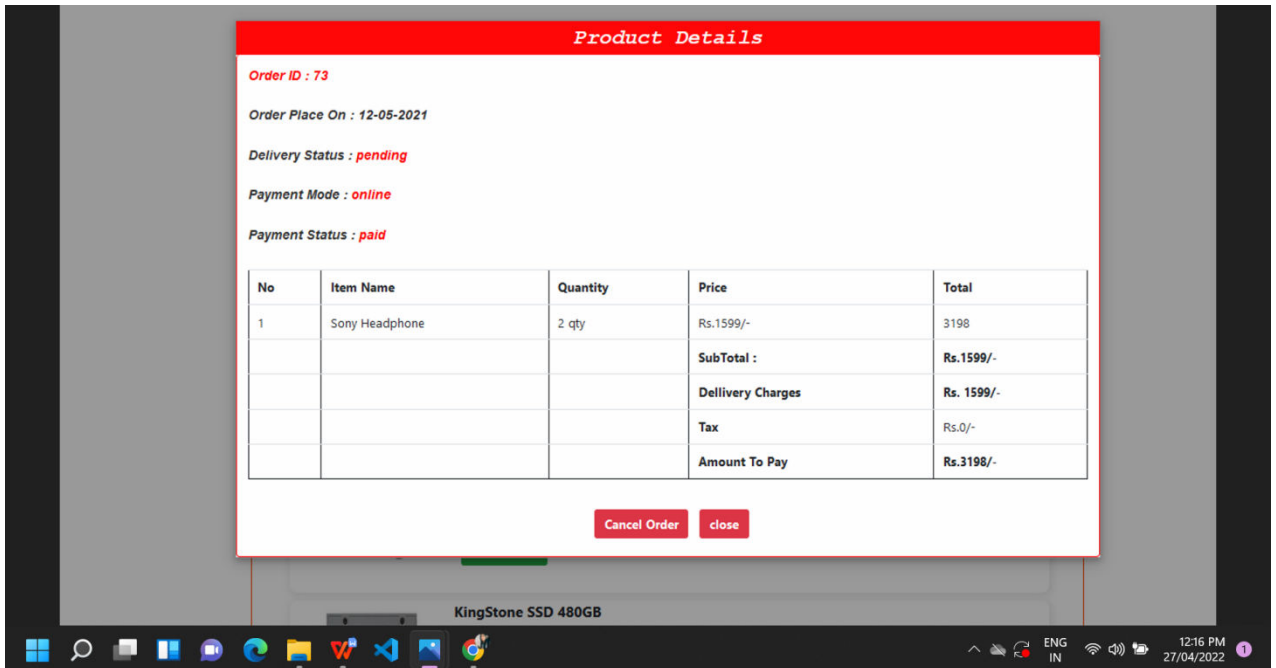 Product Details
Order ID : 73
Order Place On : 12-05-2021
Delivery Status : pending
Payment Mode : online
Payment Status : paid
No Item Name Quantity Price Total
1 Sony Headphone 2 qty Rs.1599/- 3198
SubTotal : Rs.1599/-
Dellivery Charges Rs. 1599/-
Tax Rs.0/-
Amount To Pay Rs.3198/-
Cancel Order close
KingStone SSD 480GB
ENG 12:16 PM
IN 27/04/2022 1